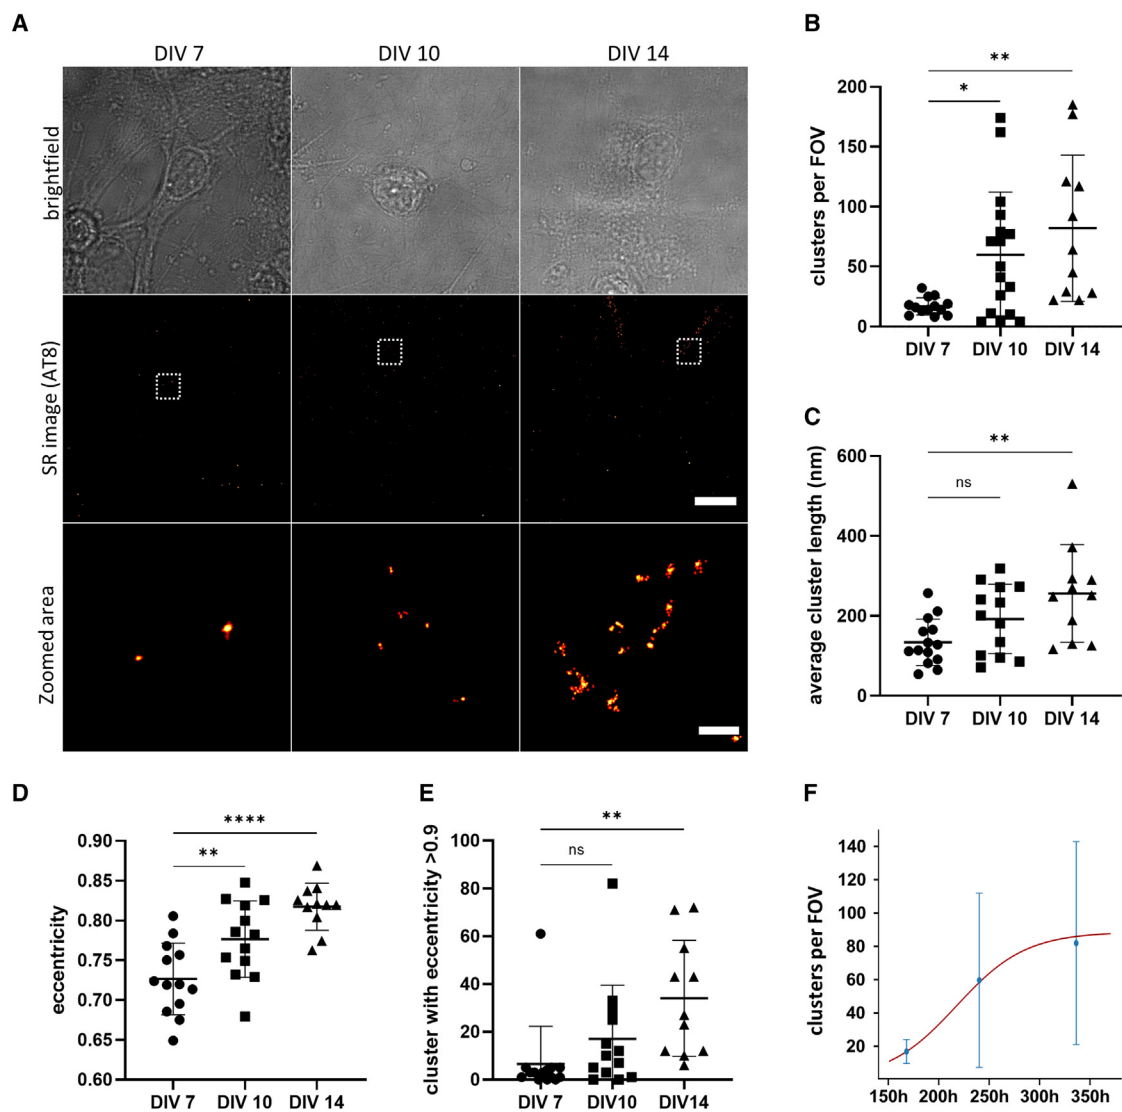 A
DIV 7
DIV 10
DIV 14
brightfield
SR image (AT8)
Zoomed area
B
**
*
200
150
100
50
0
clusters per FOV
DIV 7
DIV 10
DIV 14
C
**
ns
600
400
200
0
average cluster length (nm)
DIV 7
DIV 10
DIV 14
D
****
**
0.90
0.85
0.80
0.75
0.70
0.65
0.60
eccentricity
DIV 7
DIV 10
DIV 14
E
**
ns
100
80
60
40
20
0
cluster with eccentricity >0.9
DIV 7
DIV10
DIV14
F
140
120
100
80
60
40
20
clusters per FOV
150h
200h
250h
300h
350h